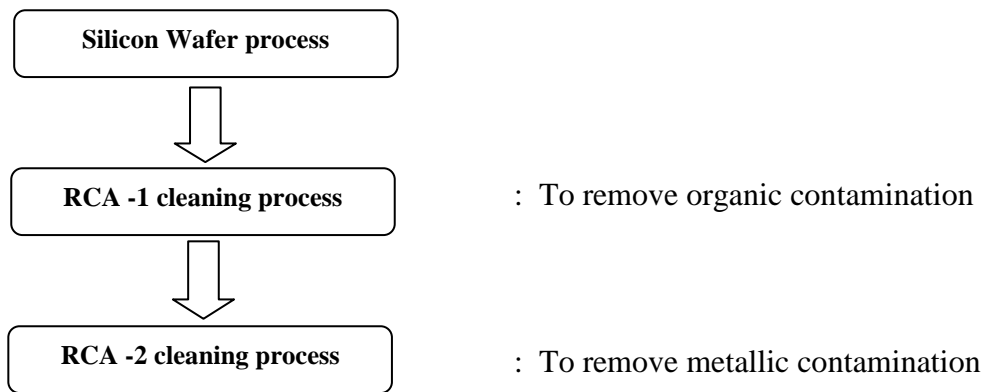 Silicon Wafer process
RCA -1 cleaning process : To remove organic contamination
RCA -2 cleaning process : To remove metallic contamination